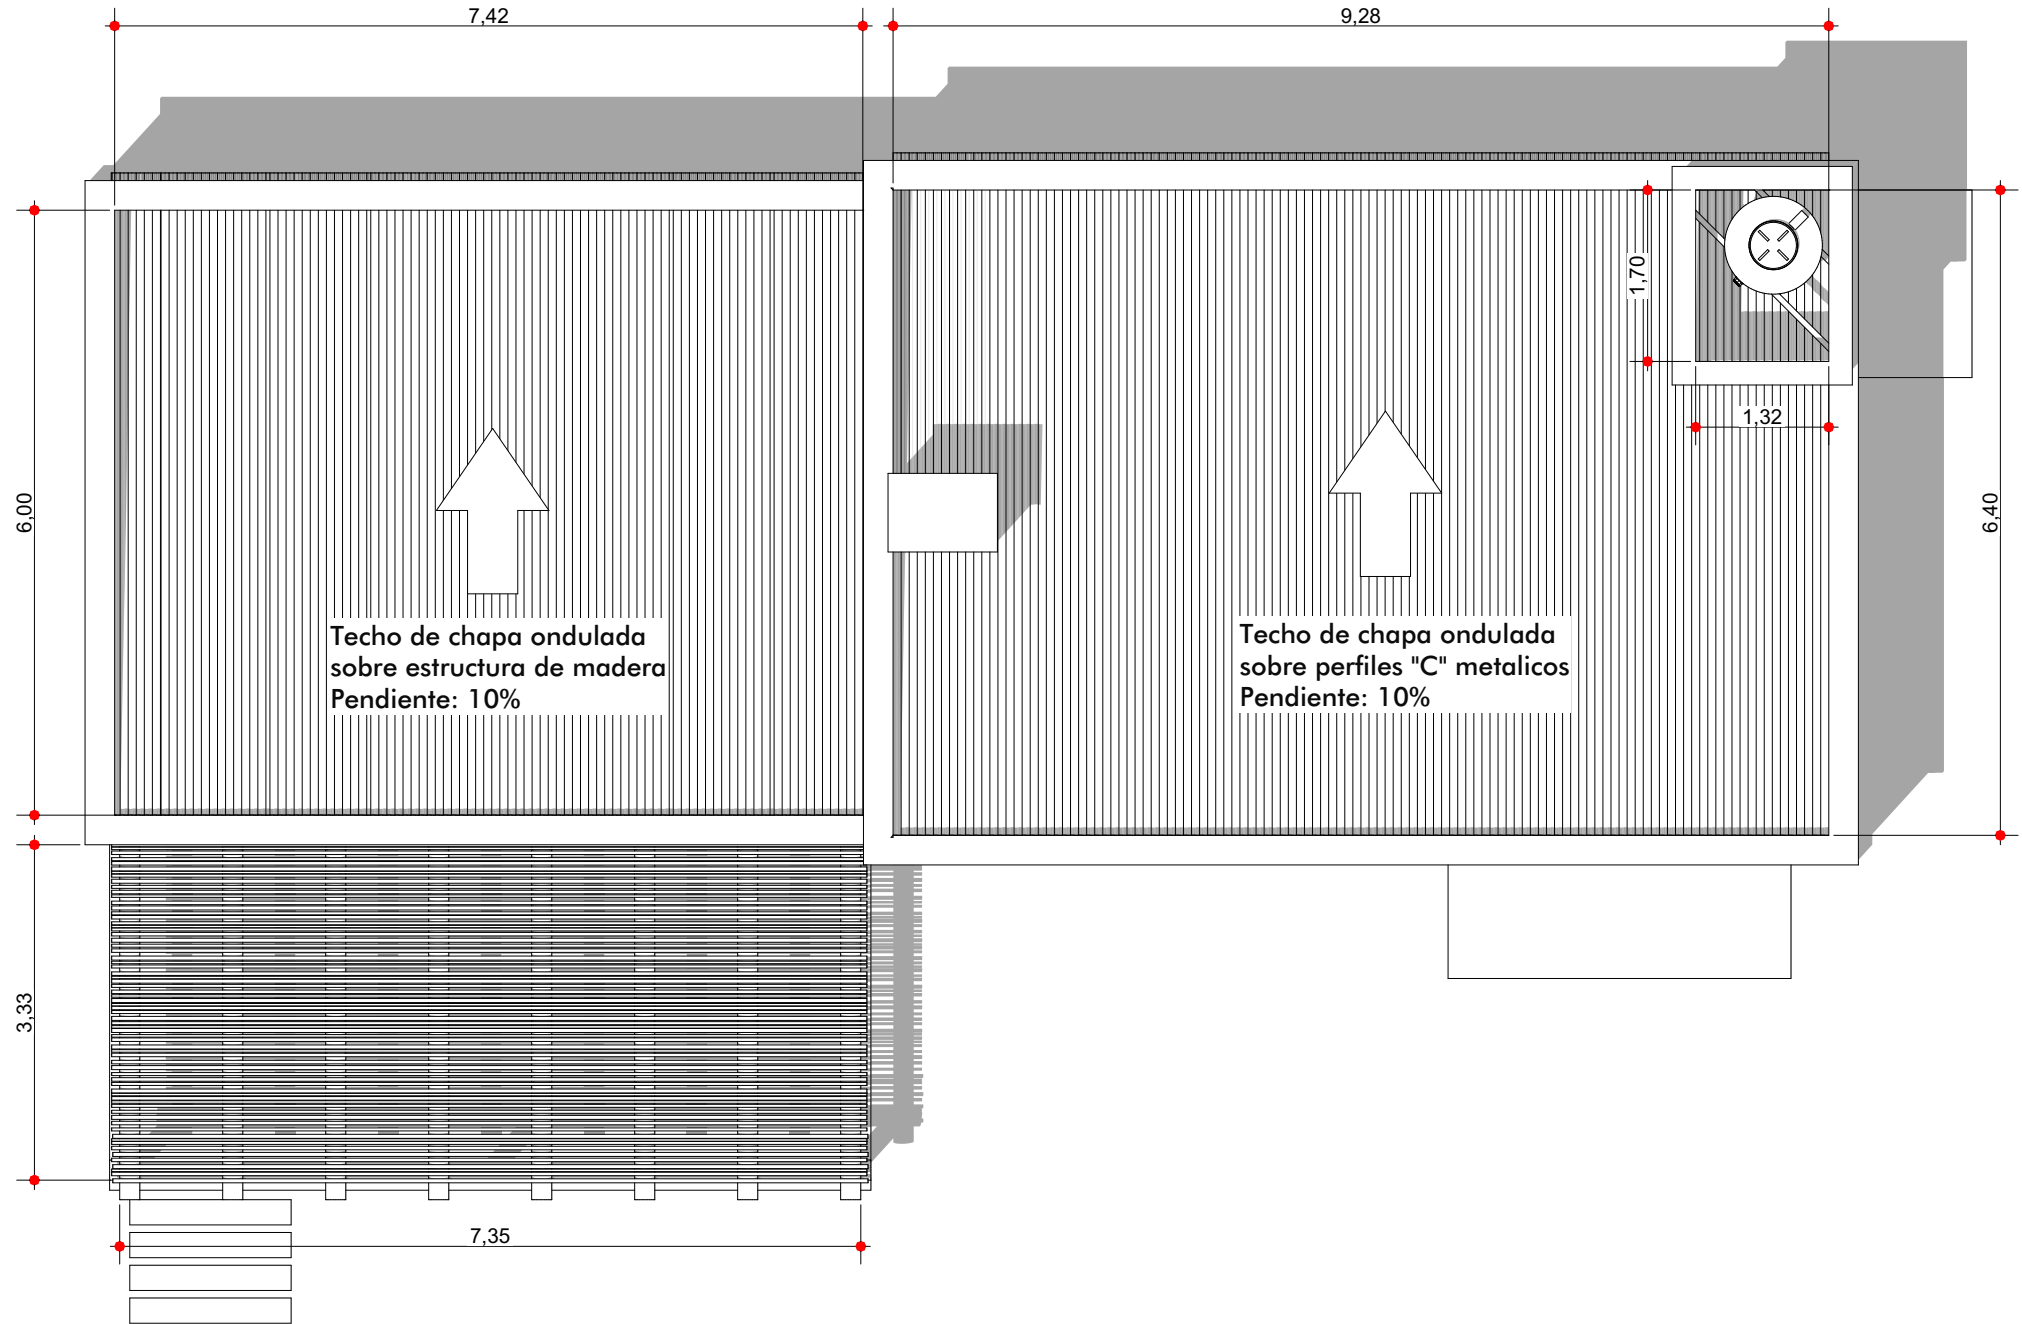 7,42
9,28
1,70
1,32
6,00
6,40
Techo de chapa ondulada
sobre estructura de madera
Pendiente: 10%
Techo de chapa ondulada
sobre perfiles "C" metalicos
Pendiente: 10%
3,33
7,35